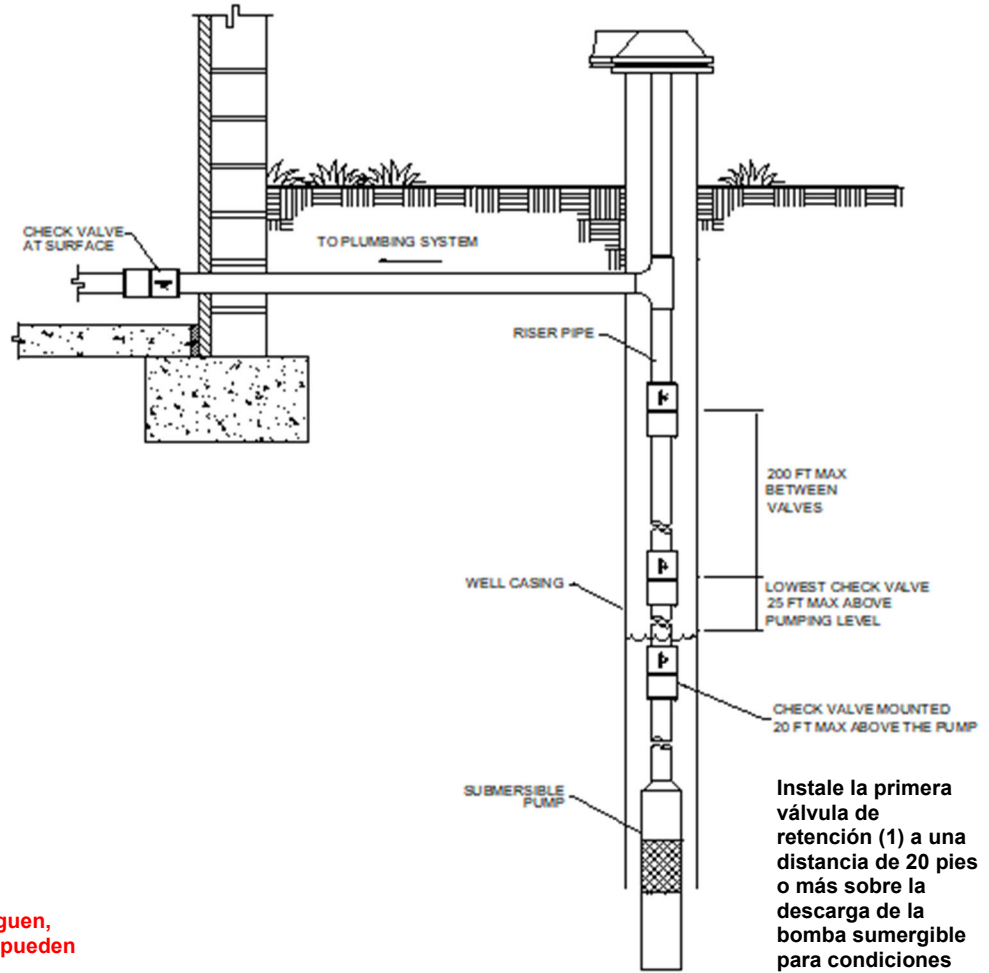 CHECK VALVE
AT SURFACE
TO PLUMBING SYSTEM
RISER PIPE
200 FT MAX
BETWEEN
VALVES
WELL CASING
LOWEST CHECK VALVE
25 FT MAX ABOVE
PUMPING LEVEL
CHECK VALVE MOUNTED
20 FT MAX ABOVE THE PUMP
SUBMERSIBLE
PUMP
Instale la primera
válvula de
retención (1) a una
distancia de 20 pies
o más sobre la
descarga de la
bomba sumergible
para condiciones
guen,
pueden